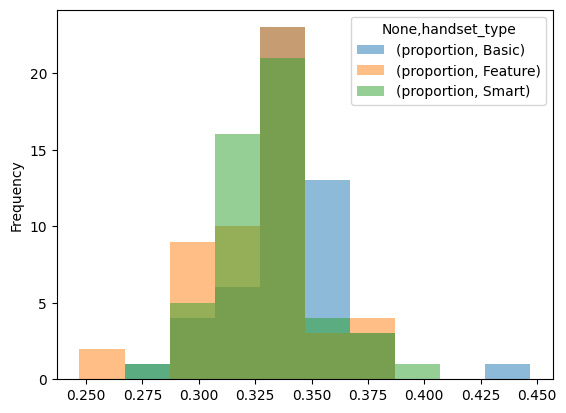 None,handset_type
(proportion, Basic)
(proportion, Feature)
(proportion, Smart)
Frequency
20
15
10
5
0
0.250 0.275 0.300 0.325 0.350 0.375 0.400 0.425 0.450